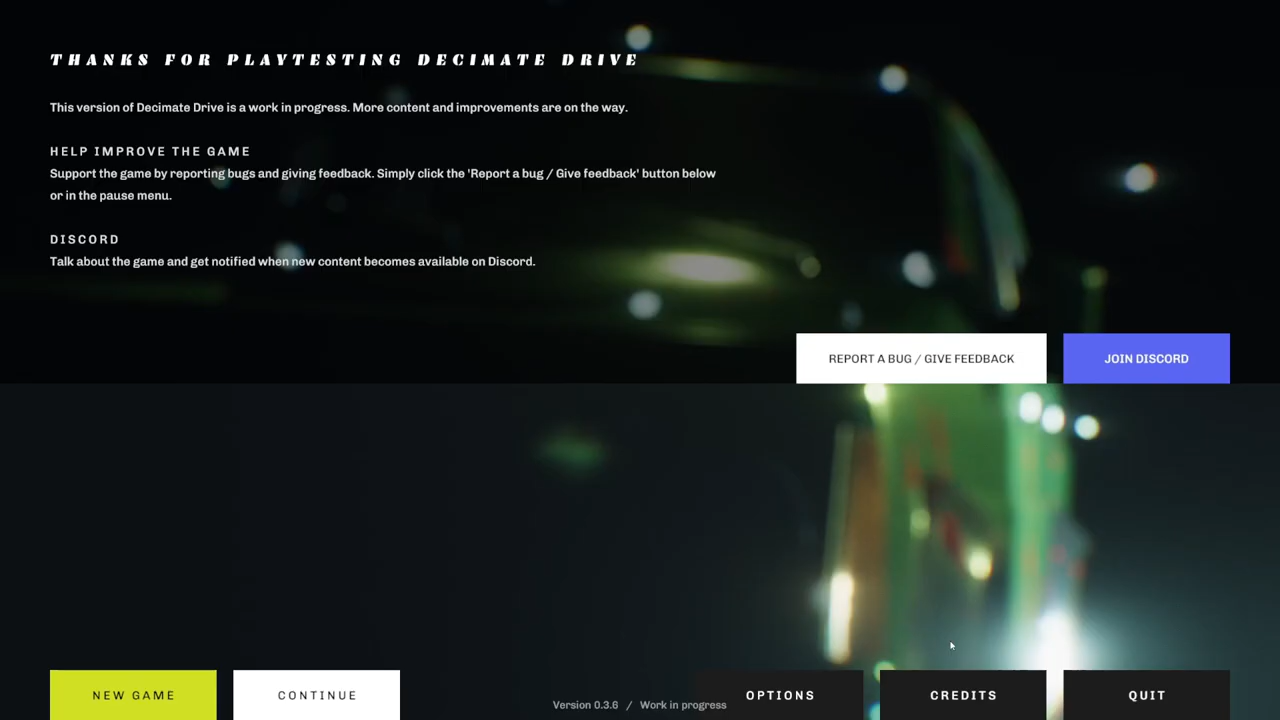 THANKS FOR PLAYTESTING DECIMATE DRIVE
This version of Decimate Drive is a work in progress. More content and improvements are on the way.
HELP IMPROVE THE GAME
Support the game by reporting bugs and giving feedback. Simply click the 'Report a bug / Give feedback' button below
or in the pause menu.
DISCORD
Talk about the game and get notified when new content becomes available on Discord.
REPORT A BUG / GIVE FEEDBACK
JOIN DISCORD
NEW GAME
CONTINUE
Version 0.3.6 / Work in progress
OPTIONS
CREDITS
QUIT